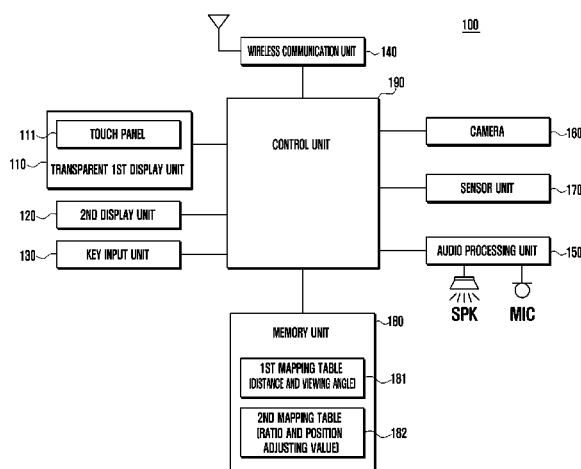 100
WIRELESS COMMUNICATION UNIT
140
190
111
TOUCH PANEL
110
TRANSPARENT 1ST DISPLAY UNIT
CONTROL UNIT
CAMERA
160
120
2ND DISPLAY UNIT
SENSOR UNIT
170
130
KEY INPUT UNIT
AUDIO PROCESSING UNIT
150
SPK
MIC
MEMORY UNIT
180
1ST MAPPING TABLE
(DISTANCE AND VIEWING ANGLE)
181
2ND MAPPING TABLE
(RATIO AND POSITION
ADJUSTING VALUE)
182